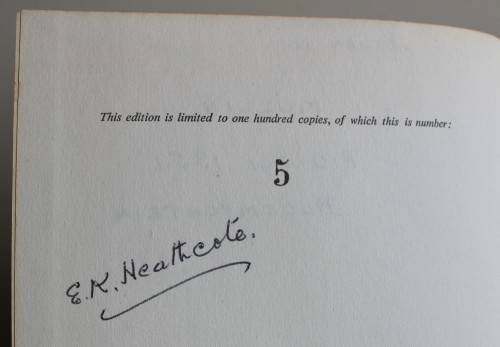 This edition is limited to one hundred copies, of which this is number:
5
E.K. Heathcote.